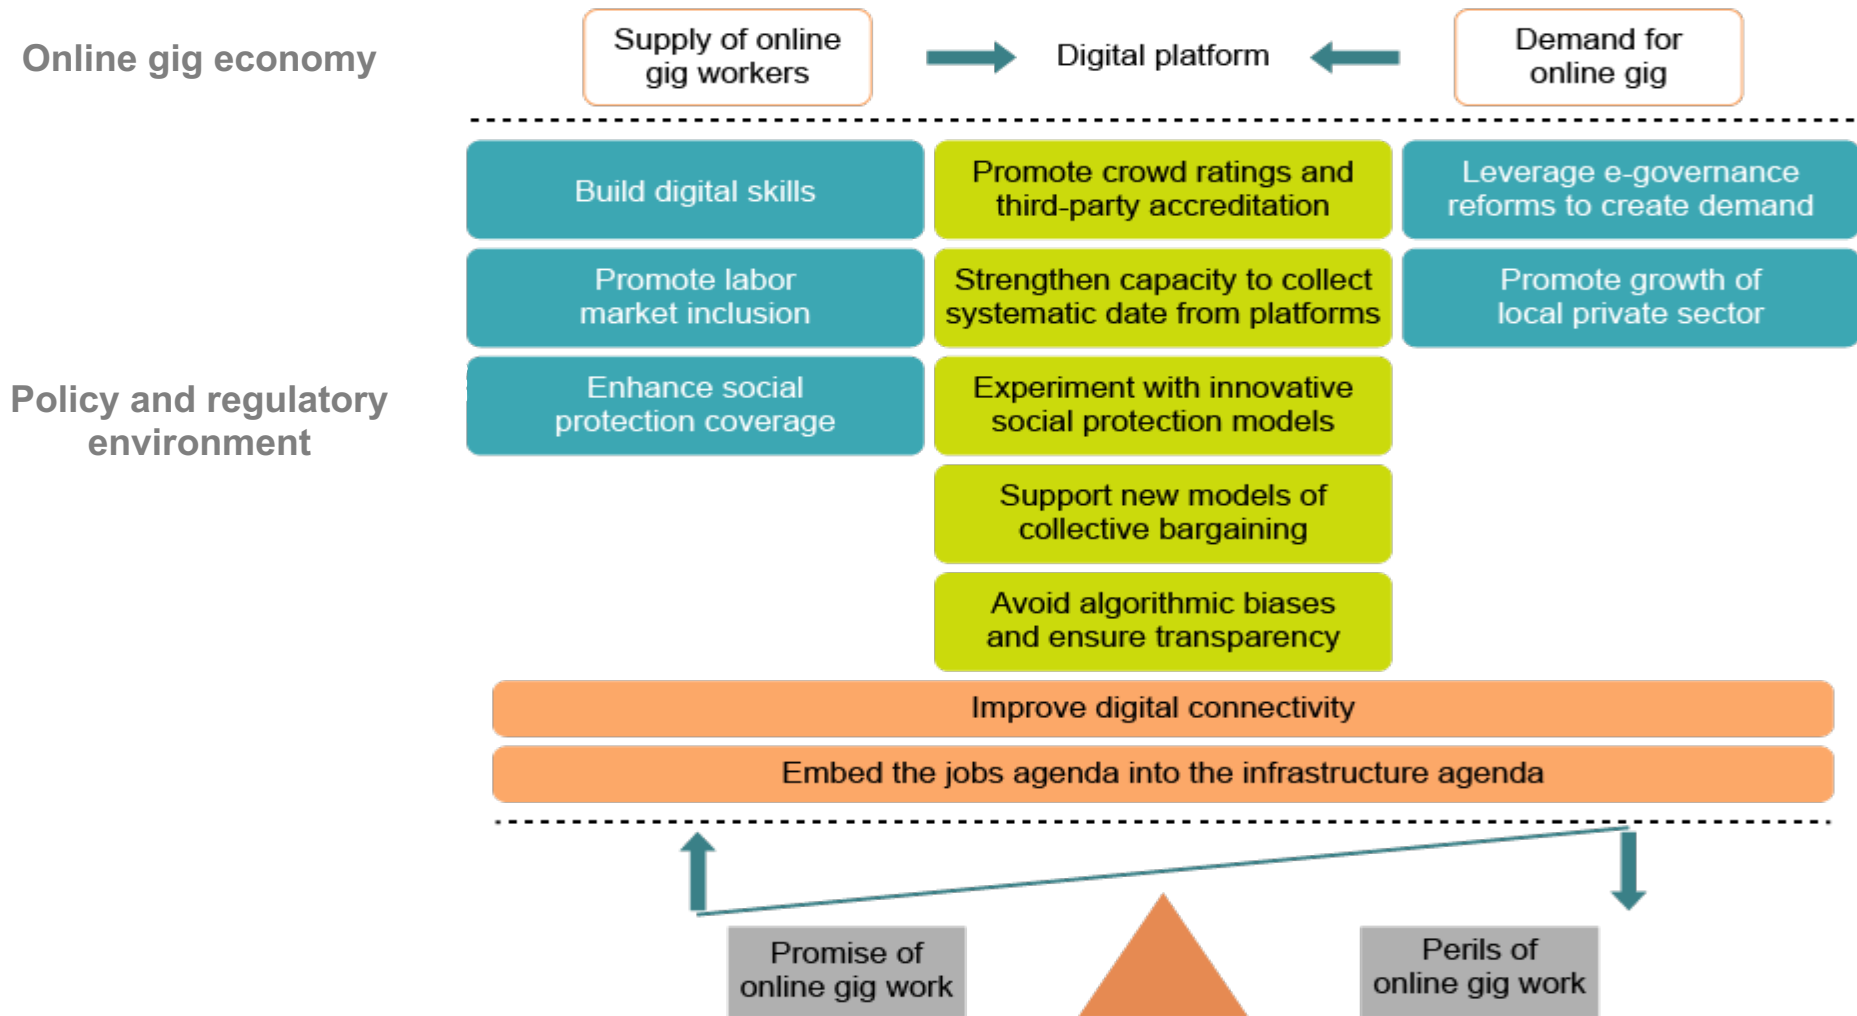 Online gig economy
Supply of online
gig workers
Digital platform
Demand for
online gig
Policy and regulatory
environment
Build digital skills
Promote labor
market inclusion
Enhance social
protection coverage
Promote crowd ratings and
third-party accreditation
Strengthen capacity to collect
systematic date from platforms
Experiment with innovative
social protection models
Support new models of
collective bargaining
Avoid algorithmic biases
and ensure transparency
Leverage e-governance
reforms to create demand
Promote growth of
local private sector
Improve digital connectivity
Embed the jobs agenda into the infrastructure agenda
Promise of
online gig work
Perils of
online gig work